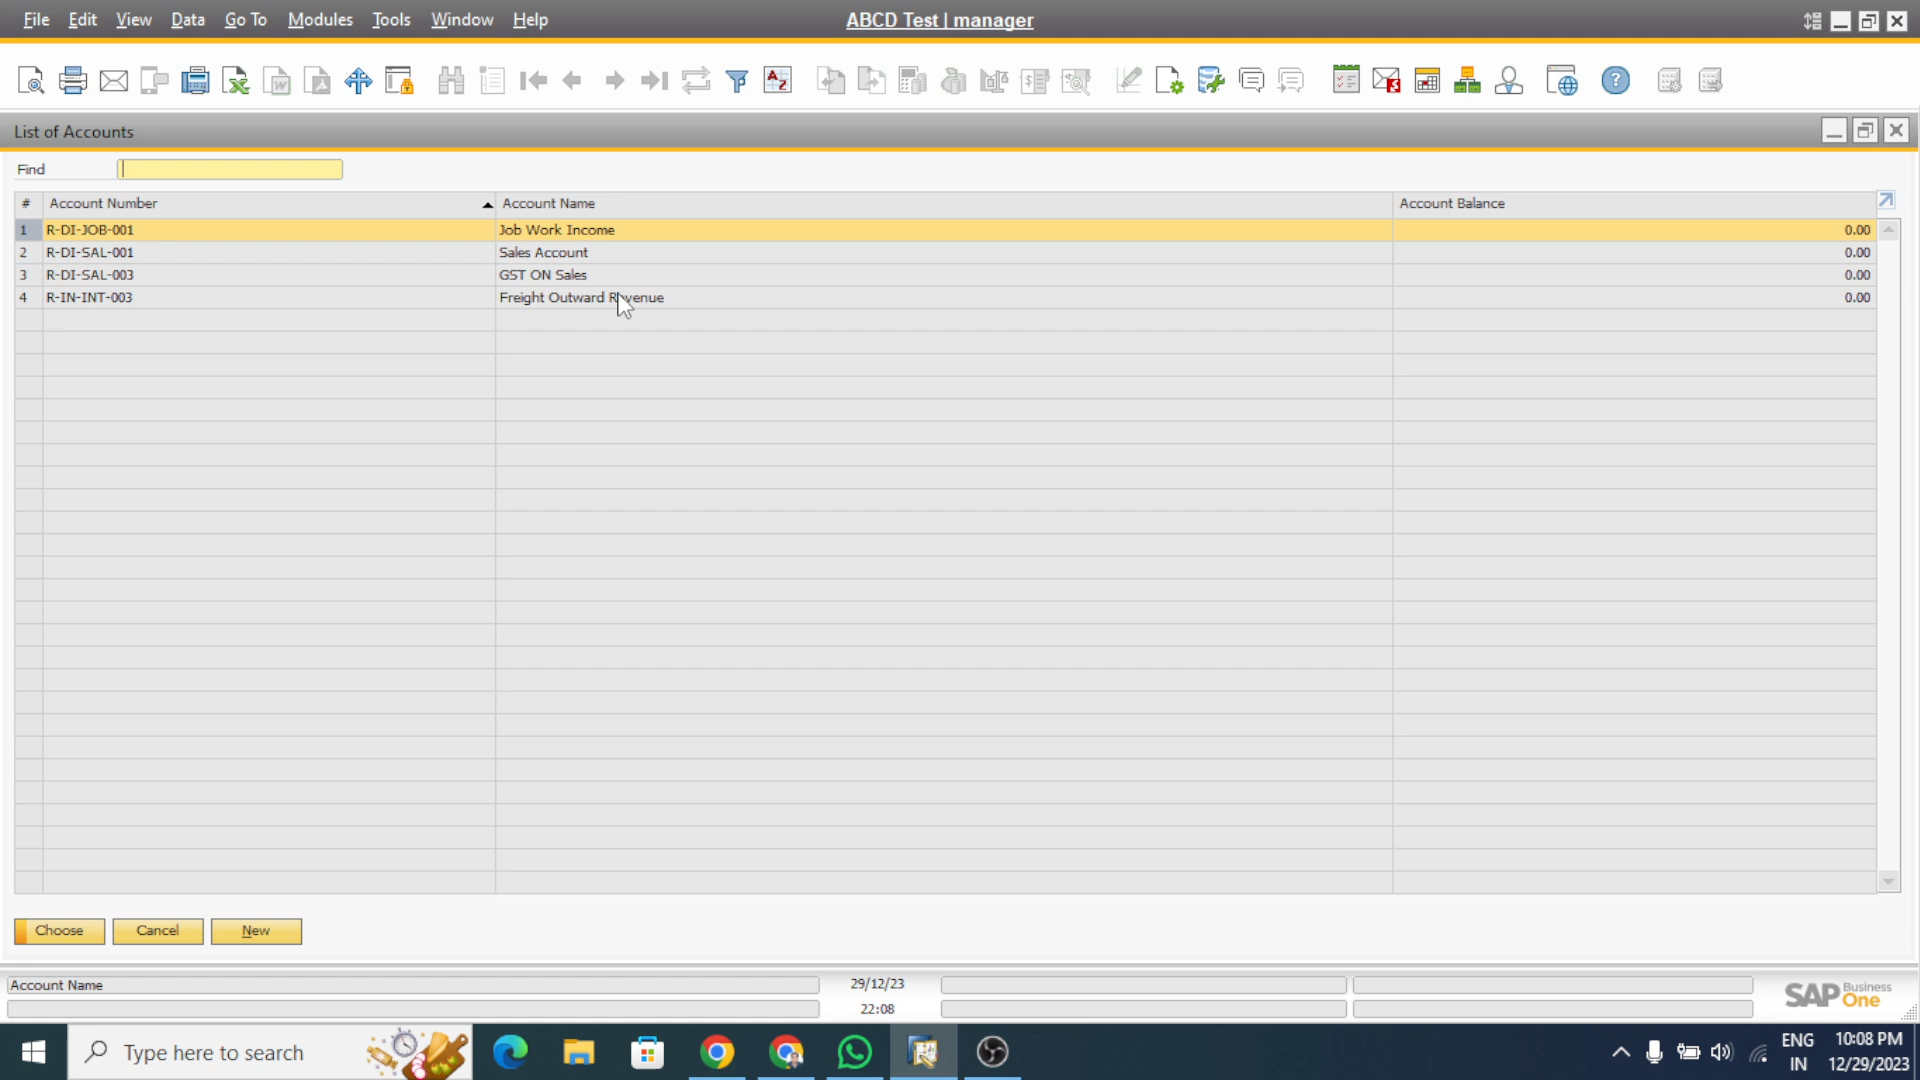 File Edit View Data Go To Modules Tools Window Help ABCD Test | manager
List of Accounts
Find
# Account Number Account Name Account Balance
1 R-DI-JOB-001 Job Work Income 0.00
2 R-DI-SAL-001 Sales Account 0.00
3 R-DI-SAL-003 GST ON Sales 0.00
4 R-IN-INT-003 Freight Outward Revenue 0.00
Choose Cancel New
Account Name 29/12/23
22:08
SAP Business One
Type here to search
ENG 10:08 PM
IN 12/29/2023